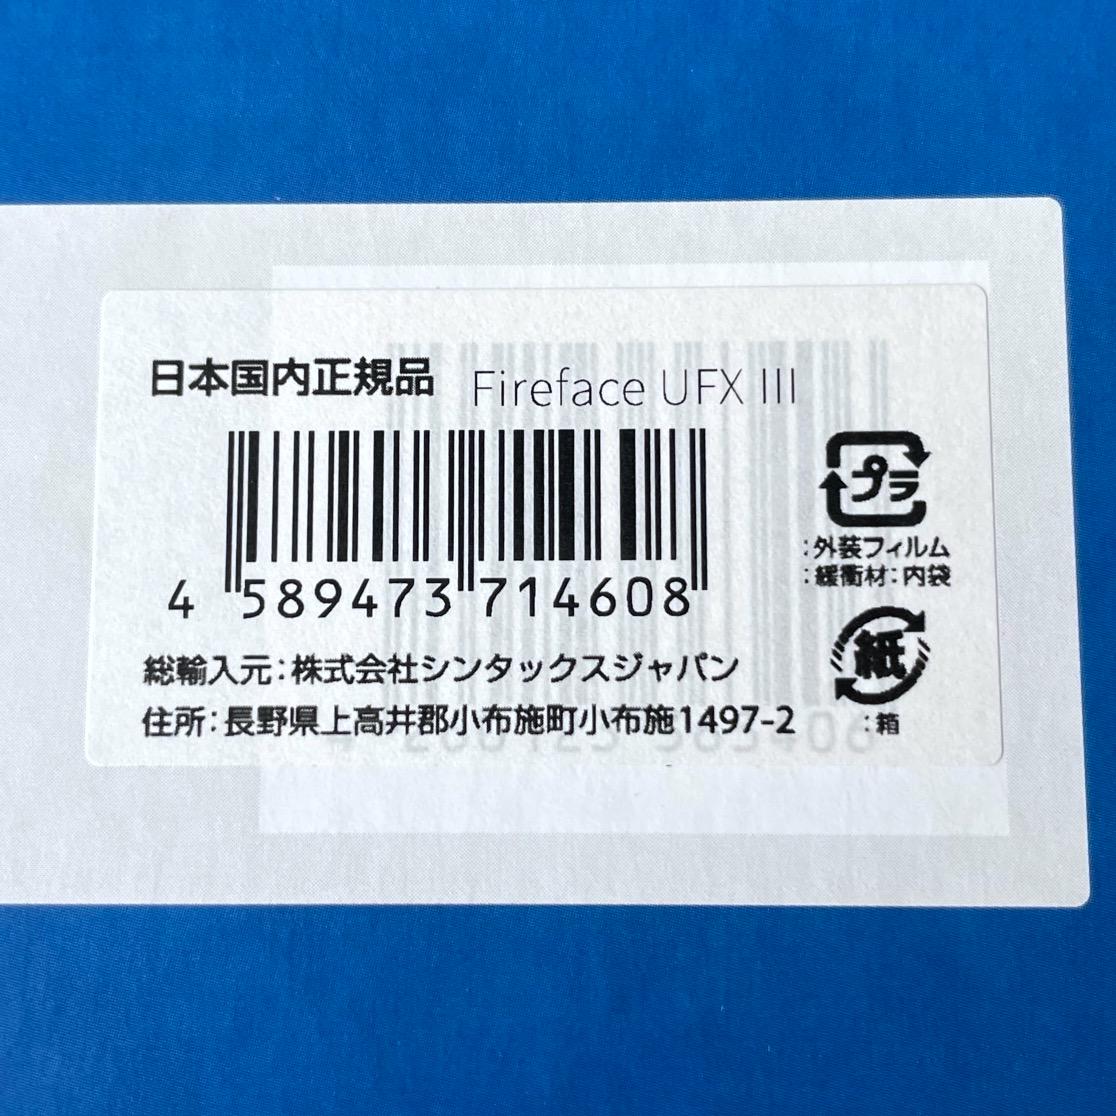 日本国内正規品 Fireface UFX III
4 589473 714608
プラ
:外装フィルム
:緩衝材:内袋
総輸入元:株式会社シンタックスジャパン
紙
住所:長野県上高井郡小布施町小布施1497-2
:箱